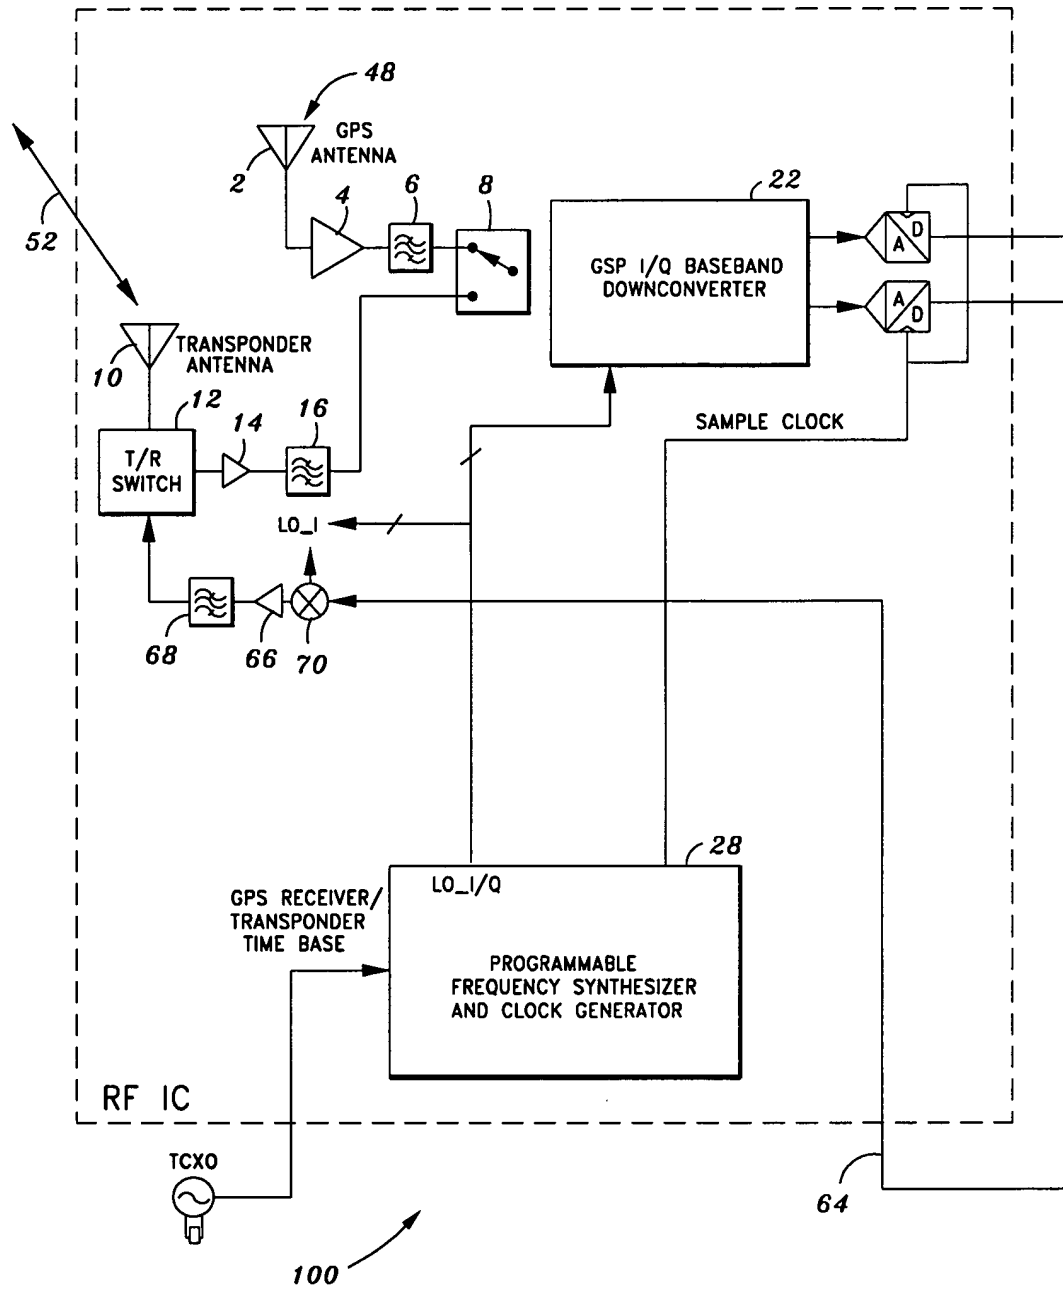 48
GPS
ANTENNA
2
4
6
8
22
A
D
GSP I/Q BASEBAND
DOWNCONVERTER
A
D
52
TRANSPONDER
ANTENNA
10
12
14
16
T/R
SWITCH
SAMPLE CLOCK
LO_I
68
66
70
28
LO_I/Q
GPS RECEIVER/
TRANSPONDER
TIME BASE
PROGRAMMABLE
FREQUENCY SYNTHESIZER
AND CLOCK GENERATOR
RF IC
TCXO
64
100